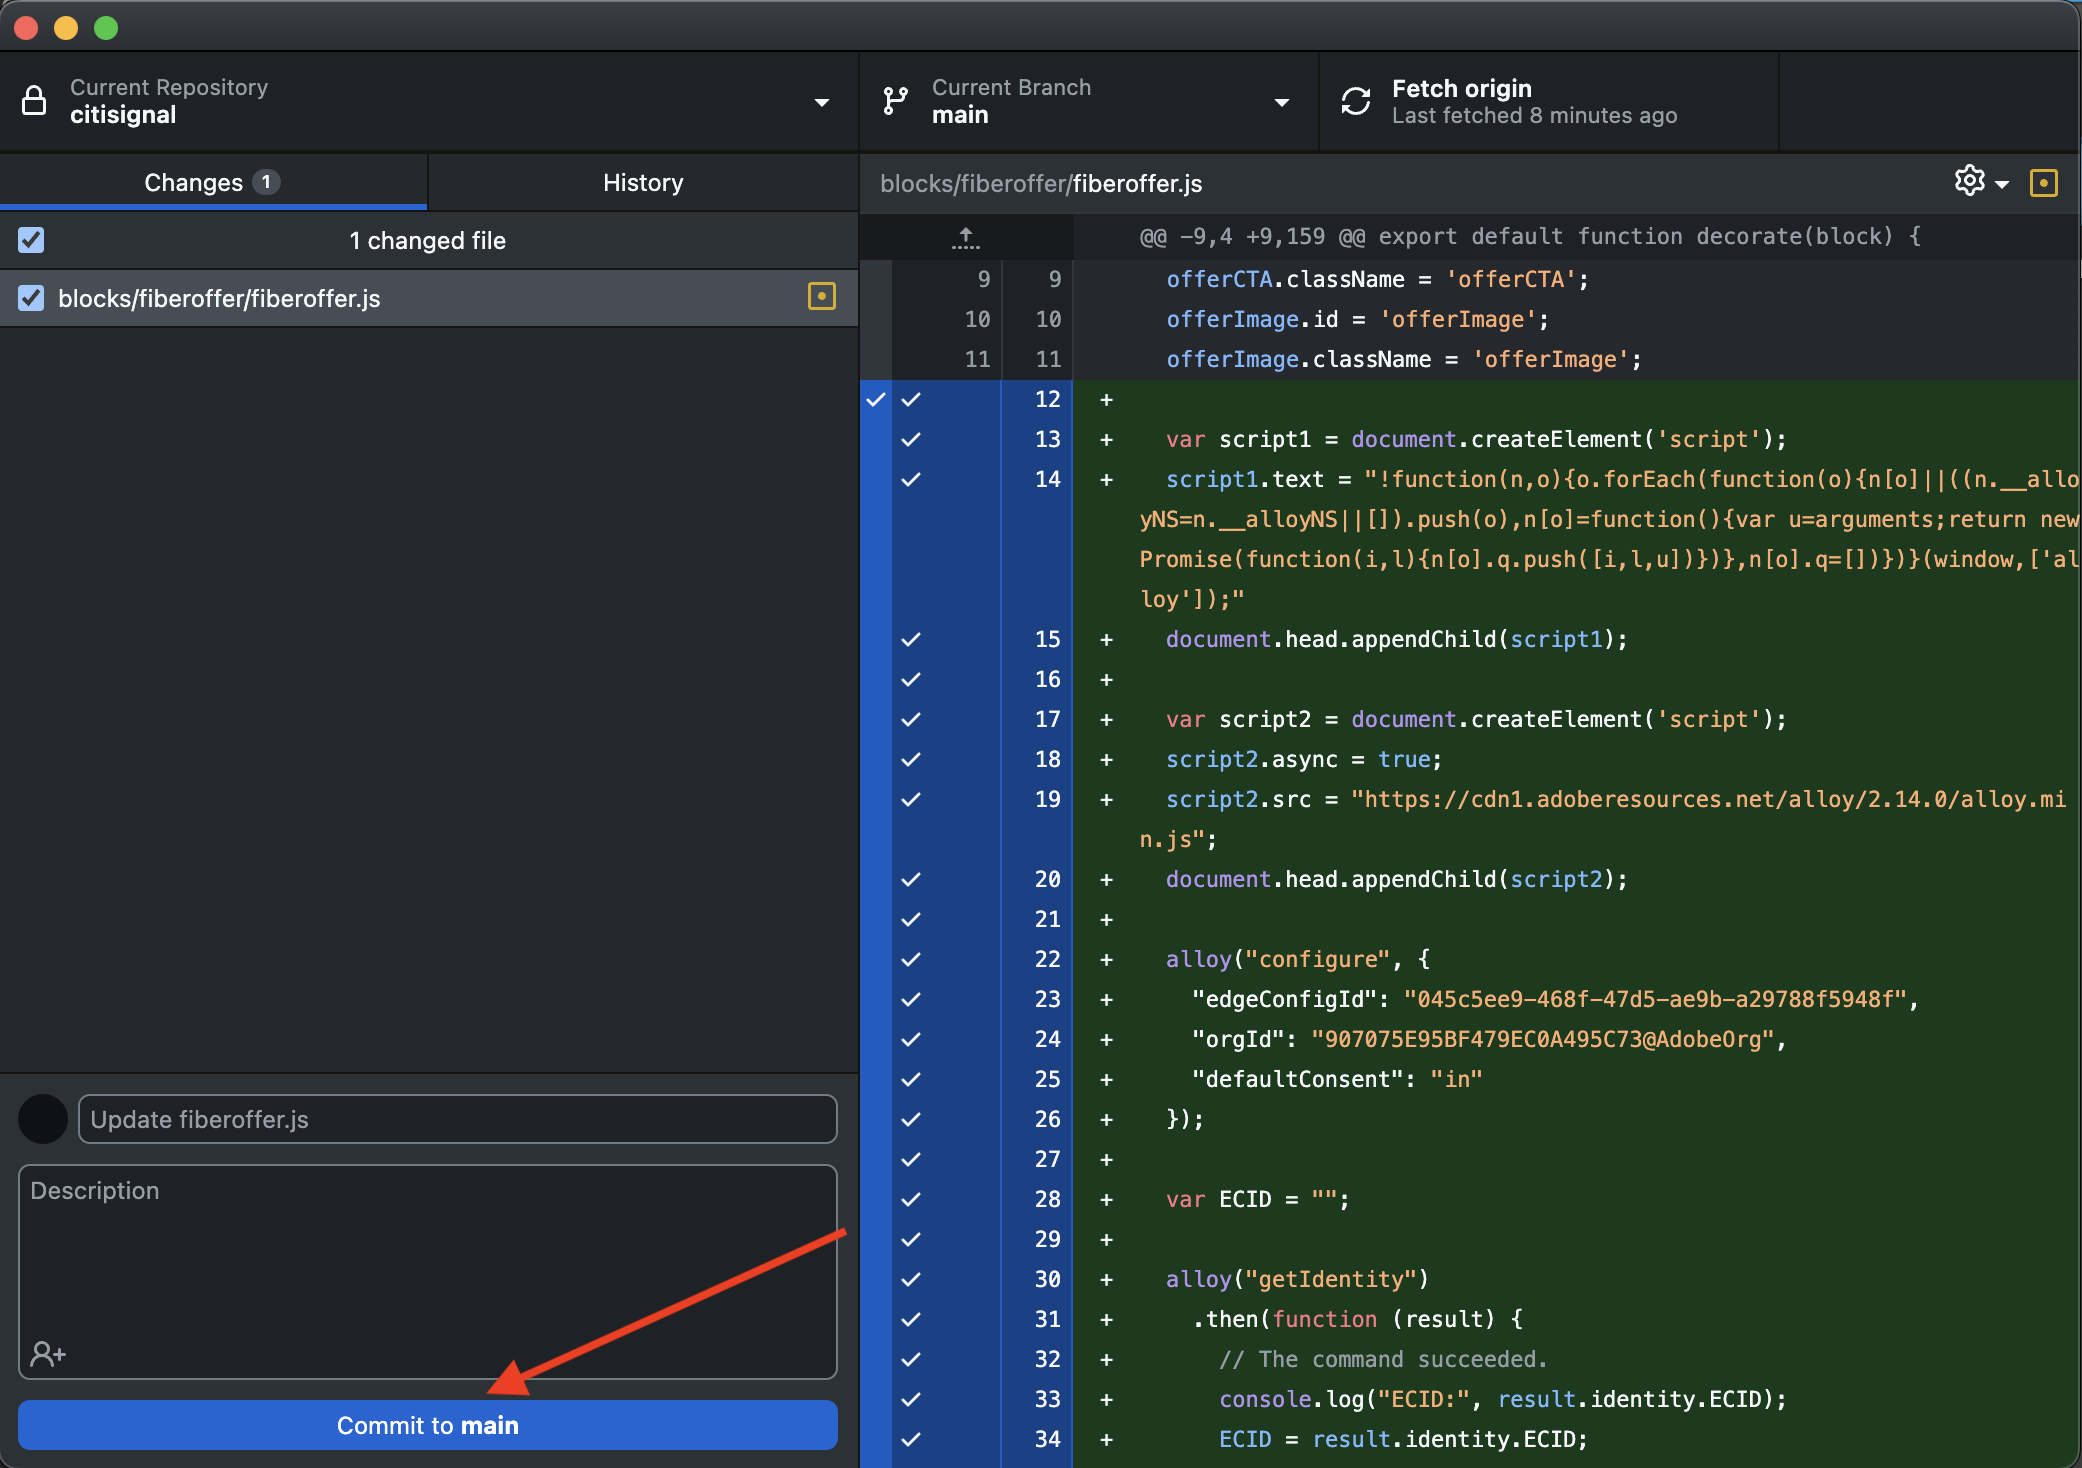 Current Repository
citisignal
Current Branch
main
Fetch origin
Last fetched 8 minutes ago
Changes 1
History
1 changed file
blocks/fiberoffer/fiberoffer.js
Update fiberoffer.js
Description
Commit to main
blocks/fiberoffer/fiberoffer.js
@@ -9,4 +9,159 @@ export default function decorate(block) {
9 9 offerCTA.className = 'offerCTA';
10 10 offerImage.id = 'offerImage';
11 11 offerImage.className = 'offerImage';
12 +
13 + var script1 = document.createElement('script');
14 + script1.text = "!function(n,o){o.forEach(function(o){n[o]||((n.__allo
yNS=n.__alloyNS||[]).push(o),n[o]=function(){var u=arguments;return new
Promise(function(i,l){n[o].q.push([i,l,u])})},n[o].q=[])})}(window,['al
loy']);"
15 + document.head.appendChild(script1);
16 +
17 + var script2 = document.createElement('script');
18 + script2.async = true;
19 + script2.src = "https://cdn1.adoberesources.net/alloy/2.14.0/alloy.mi
n.js";
20 + document.head.appendChild(script2);
21 +
22 + alloy("configure", {
23 + "edgeConfigId": "045c5ee9-468f-47d5-ae9b-a29788f5948f",
24 + "orgId": "907075E95BF479EC0A495C73@AdobeOrg",
25 + "defaultConsent": "in"
26 + });
27 +
28 + var ECID = "";
29 +
30 + alloy("getIdentity")
31 + .then(function (result) {
32 + // The command succeeded.
33 + console.log("ECID:", result.identity.ECID);
34 + ECID = result.identity.ECID;